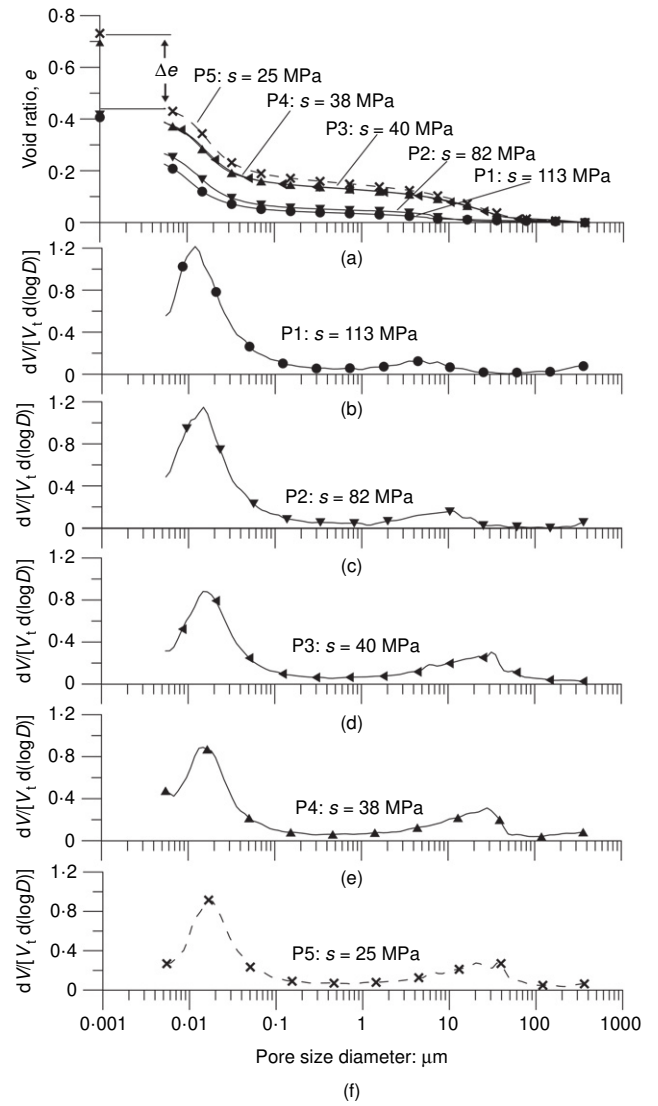 0·8
0·6
0·4
0·2
0
Void ratio, e
Δe
P5: s = 25 MPa
P4: s = 38 MPa
P3: s = 40 MPa
P2: s = 82 MPa
P1: s = 113 MPa
(a)
1·2
0·8
0·4
0
dV/[Vt d(logD)]
P1: s = 113 MPa
(b)
1·2
0·8
0·4
0
dV/[Vt d(logD)]
P2: s = 82 MPa
(c)
1·2
0·8
0·4
0
dV/[Vt d(logD)]
P3: s = 40 MPa
(d)
1·2
0·8
0·4
0
dV/[Vt d(logD)]
P4: s = 38 MPa
(e)
1·2
0·8
0·4
0
dV/[Vt d(logD)]
P5: s = 25 MPa
0·001 0·01 0·1 1 10 100 1000
Pore size diameter: μm
(f)